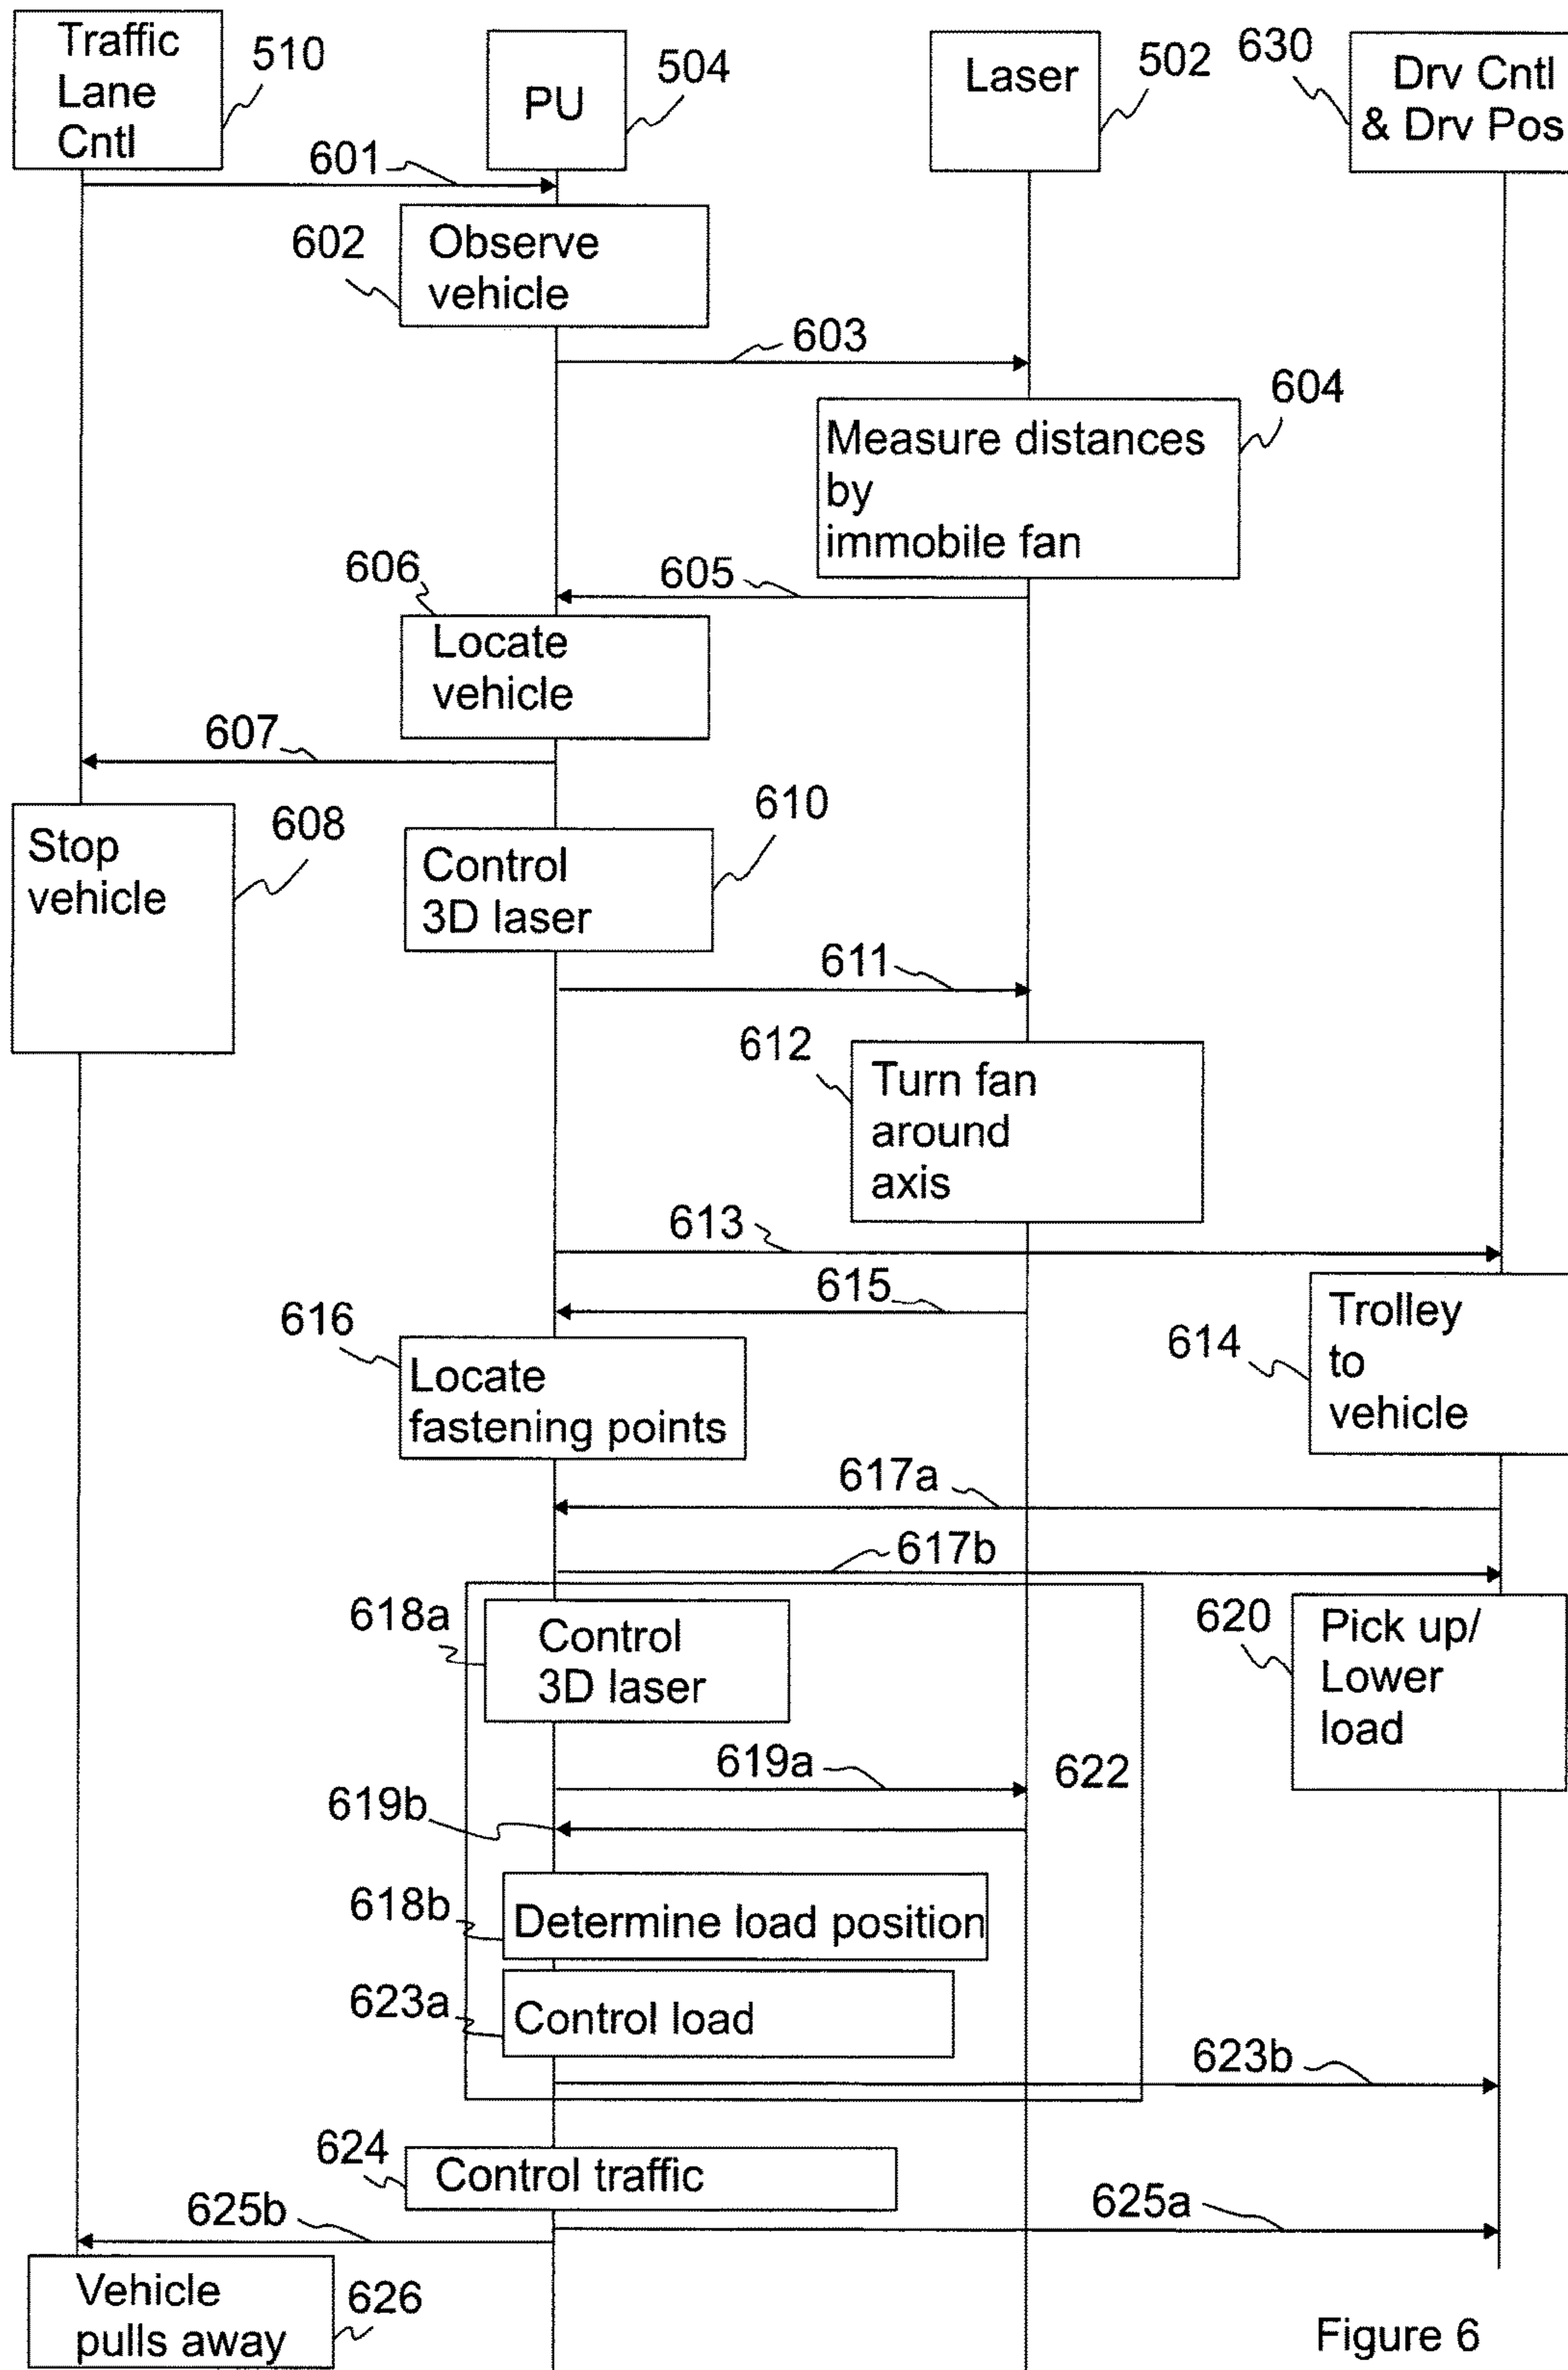 Traffic
Lane
Cntl
510
PU
504
Laser
502
630
Drv Cntl
& Drv Pos
601
602
Observe
vehicle
603
604
Measure distances
by
immobile fan
605
606
Locate
vehicle
607
608
Stop
vehicle
610
Control
3D laser
611
612
Turn fan
around
axis
613
615
614
Trolley
to
vehicle
616
Locate
fastening points
617a
617b
618a
Control
3D laser
620
Pick up/
Lower
load
619a
622
619b
618b
Determine load position
623a
Control load
623b
624
Control traffic
625b
625a
Vehicle
pulls away
626
Figure 6